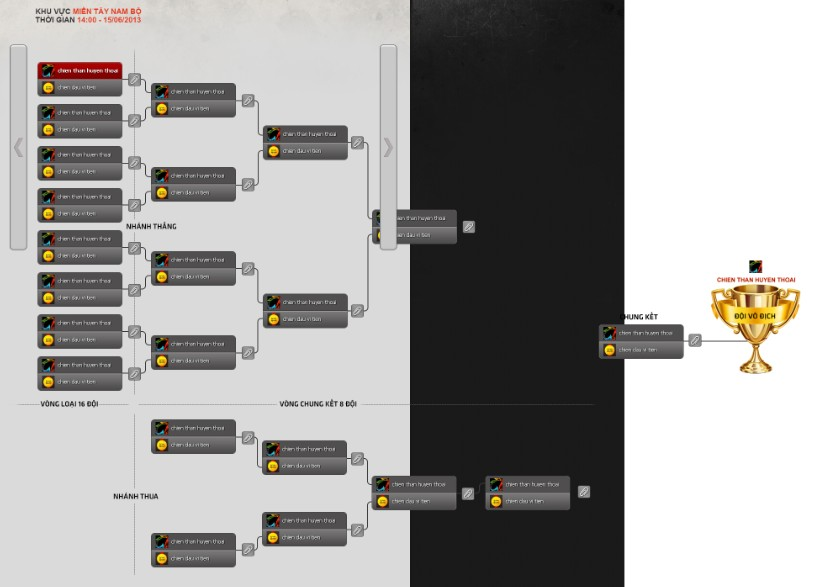 KHU VỰC MIỀN TÂY NAM BỘ
THỜI GIAN 14:00 - 15/06/2013
chien than huyen thoai
chien dau vi tien
chien than huyen thoai
chien dau vi tien
chien than huyen thoai
chien dau vi tien
chien than huyen thoai
chien dau vi tien
chien than huyen thoai
chien dau vi tien
chien than huyen thoai
chien dau vi tien
chien than huyen thoai
chien dau vi tien
chien than huyen thoai
chien dau vi tien
chien than huyen thoai
chien dau vi tien
chien than huyen thoai
chien dau vi tien
NHÁNH THẮNG
chien than huyen thoai
chien dau vi tien
chien than huyen thoai
chien dau vi tien
chien than huyen thoai
chien dau vi tien
chien than huyen thoai
chien dau vi tien
than huyen thoai
dau vi tien
CHIEN THAN HUYEN THOAI
ĐỘI VÔ ĐỊCH
CHUNG KẾT
chien than huyen thoai
chien dau vi tien
VÒNG LOẠI 16 ĐỘI
VÒNG CHUNG KẾT 8 ĐỘI
chien than huyen thoai
chien dau vi tien
chien than huyen thoai
chien dau vi tien
chien than huyen thoai
chien dau vi tien
chien than huyen thoai
chien dau vi tien
NHÁNH THUA
chien than huyen thoai
chien dau vi tien
chien than huyen thoai
chien dau vi tien